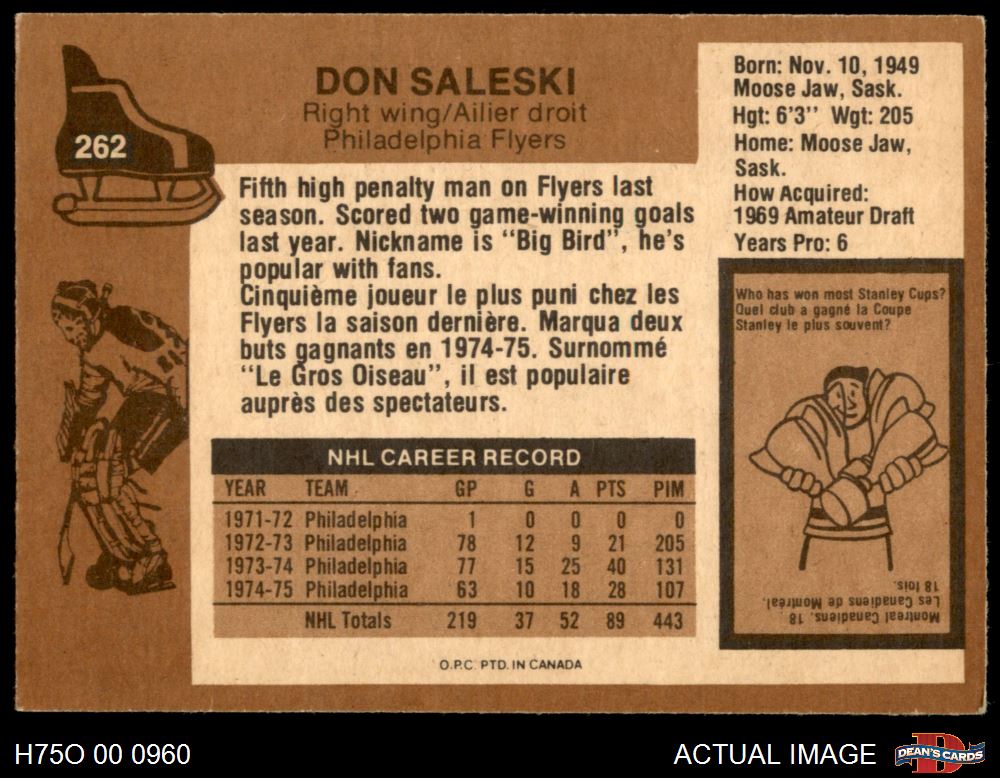 262
DON SALESKI
Right wing/Ailier droit
Philadelphia Flyers
Born: Nov. 10, 1949
Moose Jaw, Sask.
Hgt: 6'3" Wgt: 205
Home: Moose Jaw,
Sask.
How Acquired:
1969 Amateur Draft
Years Pro: 6
Fifth high penalty man on Flyers last
season. Scored two game-winning goals
last year. Nickname is "Big Bird", he's
popular with fans.
Cinquième joueur le plus puni chez les
Flyers la saison dernière. Marqua deux
buts gagnants en 1974-75. Surnommé
"Le Gros Oiseau", il est populaire
auprès des spectateurs.
Who has won most Stanley Cups?
Quel club a gagné la Coupe
Stanley le plus souvent?
Montreal Canadiens. 18
Les Canadiens de Montréal.
18 fois.
NHL CAREER RECORD
YEAR TEAM GP G A PTS PIM
1971-72 Philadelphia 1 0 0 0 0
1972-73 Philadelphia 78 12 9 21 205
1973-74 Philadelphia 77 15 25 40 131
1974-75 Philadelphia 63 10 18 28 107
NHL Totals 219 37 52 89 443
O.P.C. PTD. IN CANADA
H75O 00 0960
ACTUAL IMAGE
DEAN'S CARDS